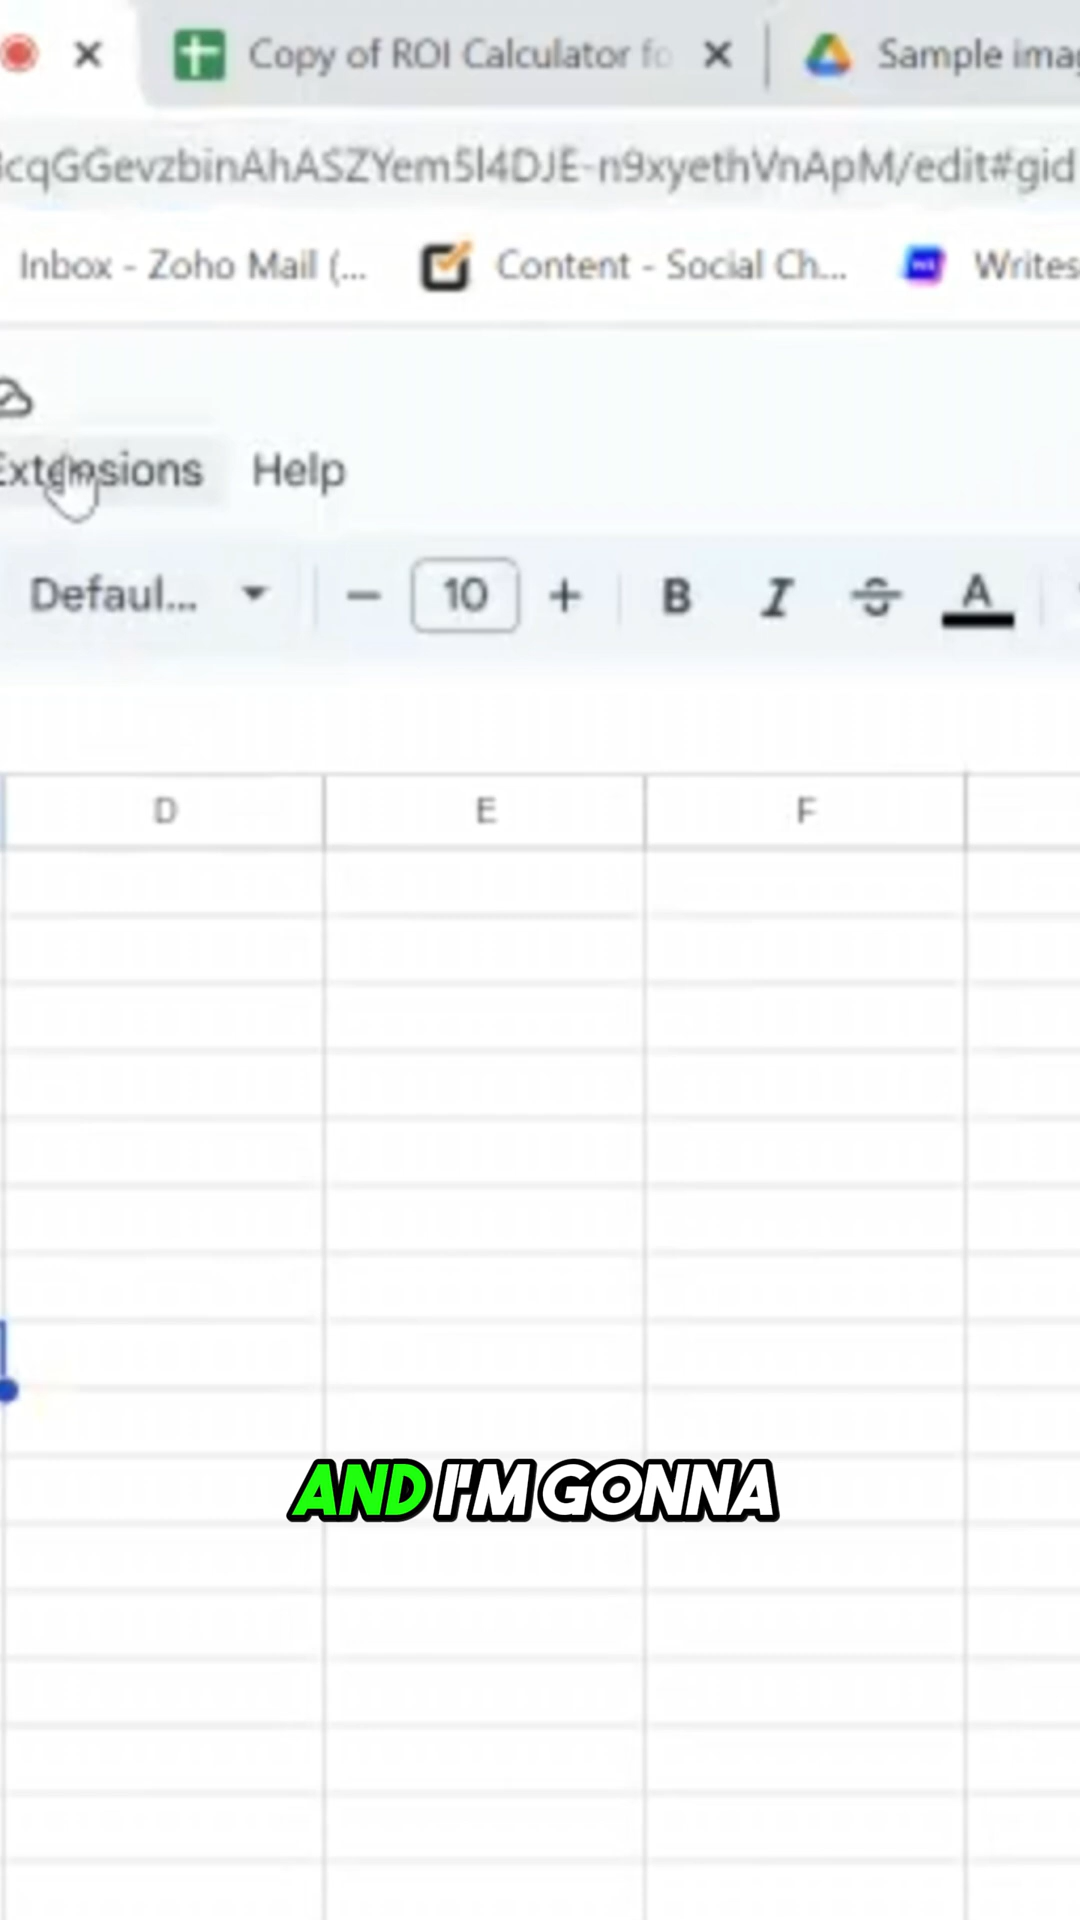 Copy of ROI Calculator fo
Sample ima
cqGGevzbinAhASZYem5l4DJE-n9xyethVnApM/edit#gid
Inbox - Zoho Mail (...
Content - Social Ch...
Writes
Extensions
Help
Defaul...
10
B
I
S
A
D
E
F
AND I'M GONNA